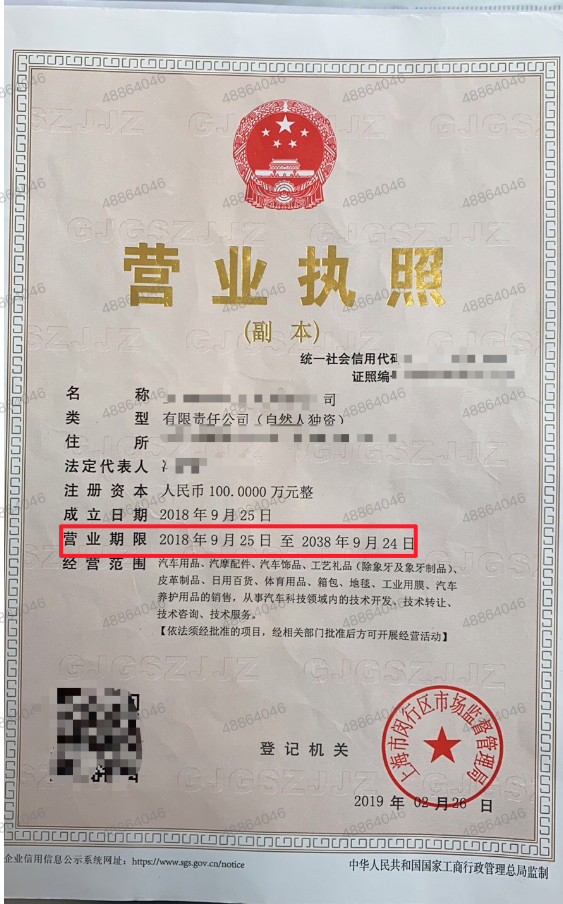 营业执照
(副 本)
统一社会信用代码
证照编
名 称 司
类 型 有限责任公司（自然人独资）
住 所
法定代表人
注册资本 人民币100.0000万元整
成立日期 2018年9月25日
营业期限 2018年9月25日 至 2038年9月24日
经营范围 汽车用品、汽摩配件、汽车饰品、工艺礼品（除象牙及象牙制品）、
皮革制品、日用百货、体育用品、箱包、地毯、工业用膜、汽车
养护用品的销售，从事汽车科技领域内的技术开发、技术转让、
技术咨询、技术服务。
【依法须经批准的项目，经相关部门批准后方可开展经营活动】
登记机关
上海市闵行区市场监督管理局
2019 年 02 月 26 日
企业信用信息公示系统网址：https://www.sgs.gov.cn/notice
中华人民共和国国家工商行政管理总局监制
GJGSZJJZ
48864046